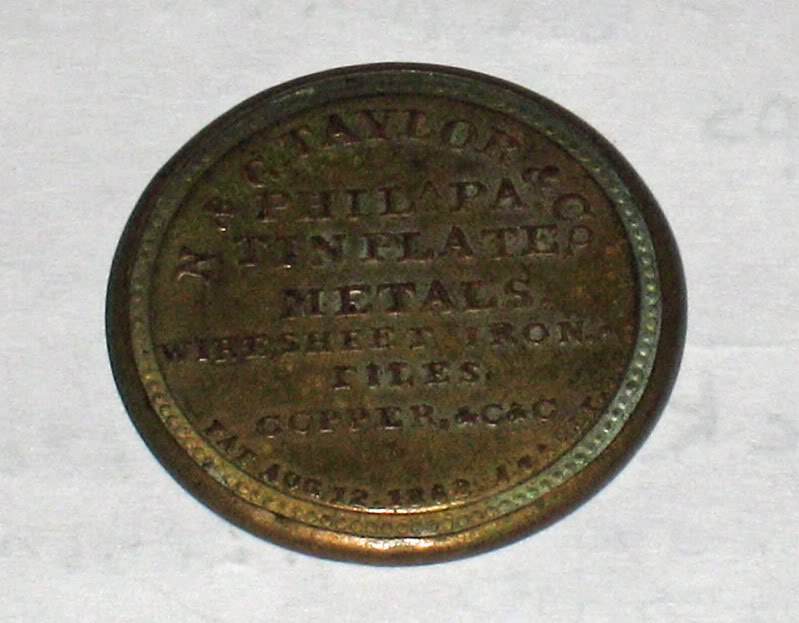 N & G. TAYLOR & CO.
PHILA PA.
TIN PLATE,
METALS.
WIRE SHEET IRON.
FILES.
COPPER, &C&C
PAT AUG. 12. 1862.